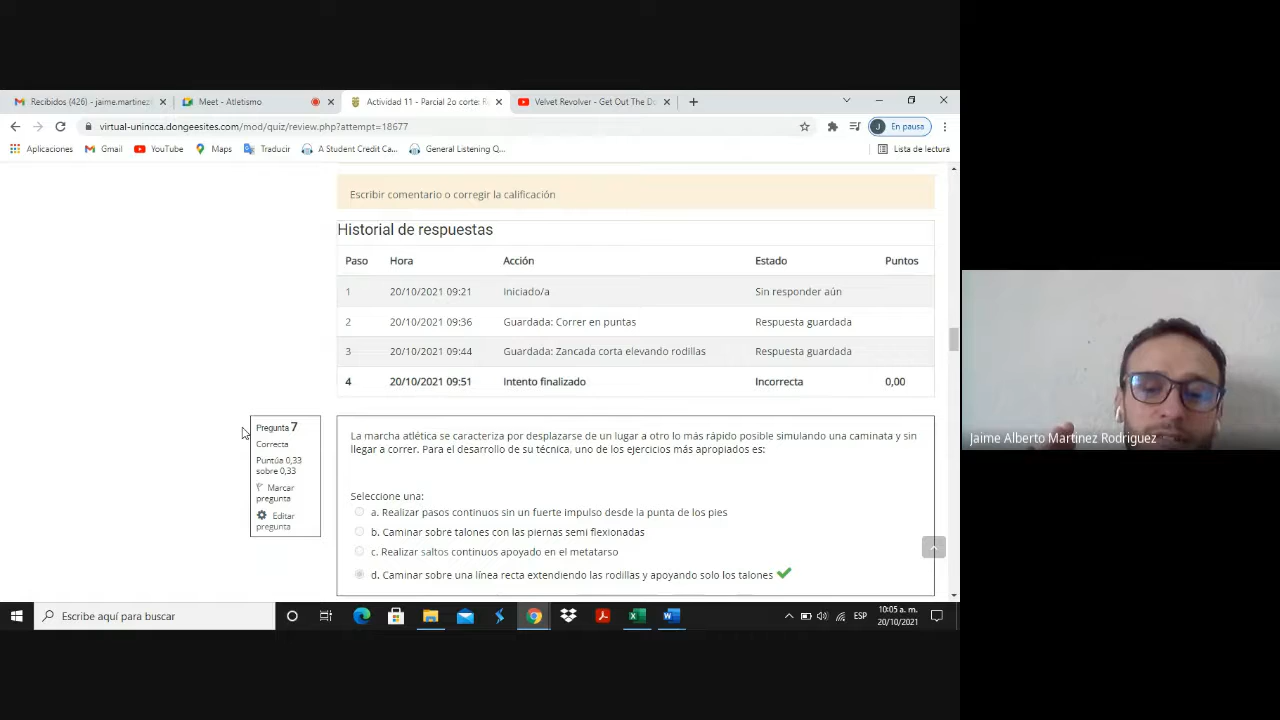 Recibidos (426) - jaime.martinez
Meet - Atletismo
Actividad 11 - Parcial 2o corte: R
Velvet Revolver - Get Out The D
virtual-unincca.dongeesites.com/mod/quiz/review.php?attempt=18677
J En pausa
Aplicaciones
Gmail
YouTube
Maps
Traducir
A Student Credit Ca...
General Listening Q...
Lista de lectura
Escribir comentario o corregir la calificación
Historial de respuestas
Paso Hora Acción Estado Puntos
1 20/10/2021 09:21 Iniciado/a Sin responder aún
2 20/10/2021 09:36 Guardada: Correr en puntas Respuesta guardada
3 20/10/2021 09:44 Guardada: Zancada corta elevando rodillas Respuesta guardada
4 20/10/2021 09:51 Intento finalizado Incorrecta 0,00
Pregunta 7
Correcta
Puntúa 0,33
sobre 0,33
Marcar
pregunta
Editar
pregunta
La marcha atlética se caracteriza por desplazarse de un lugar a otro lo más rápido posible simulando una caminata y sin
llegar a correr. Para el desarrollo de su técnica, uno de los ejercicios más apropiados es:
Seleccione una:
a. Realizar pasos continuos sin un fuerte impulso desde la punta de los pies
b. Caminar sobre talones con las piernas semi flexionadas
c. Realizar saltos continuos apoyado en el metatarso
d. Caminar sobre una línea recta extendiendo las rodillas y apoyando solo los talones
Jaime Alberto Martinez Rodriguez
Escribe aquí para buscar
ESP
10:05 a. m.
20/10/2021